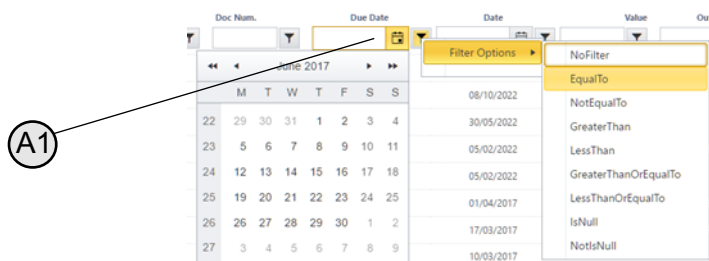 Doc Num. Due Date Date Value Ou
Filter Options NoFilter
June 2017
EqualTo
M T W T F S S
08/10/2022
NotEqualTo
22 29 30 31 1 2 3 4
30/05/2022
GreaterThan
A1
23 5 6 7 8 9 10 11
05/02/2022
LessThan
24 12 13 14 15 16 17 18
05/02/2022
GreaterThanOrEqualTo
25 19 20 21 22 23 24 25
01/04/2017
LessThanOrEqualTo
26 26 27 28 29 30 1 2
17/03/2017
IsNull
27 3 4 5 6 7 8 9
10/03/2017
NotIsNull